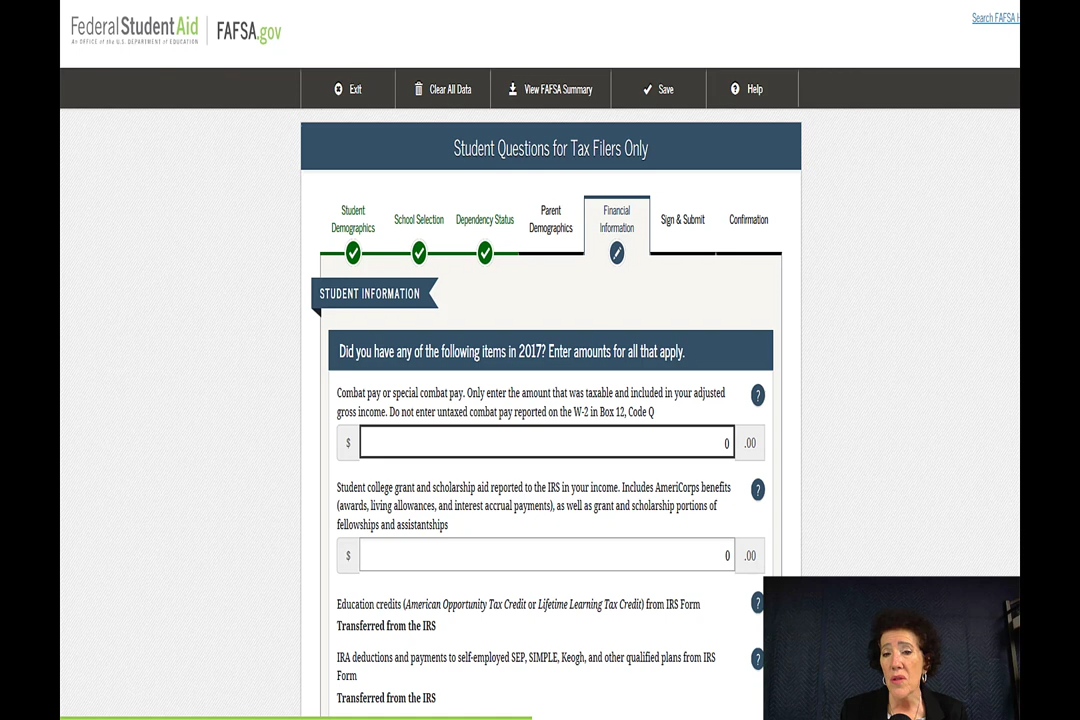 Federal Student Aid
An OFFICE of the U.S. DEPARTMENT of EDUCATION
FAFSA.gov
Search FAFSA H
Exit
Clear All Data
View FAFSA Summary
Save
Help
Student Questions for Tax Filers Only
Student
Demographics
School Selection
Dependency Status
Parent
Demographics
Financial
Information
Sign & Submit
Confirmation
STUDENT INFORMATION
Did you have any of the following items in 2017? Enter amounts for all that apply.
Combat pay or special combat pay. Only enter the amount that was taxable and included in your adjusted
gross income. Do not enter untaxed combat pay reported on the W-2 in Box 12, Code Q
?
$ 0 .00
Student college grant and scholarship aid reported to the IRS in your income. Includes AmeriCorps benefits
(awards, living allowances, and interest accrual payments), as well as grant and scholarship portions of
fellowships and assistantships
?
$ 0 .00
Education credits (American Opportunity Tax Credit or Lifetime Learning Tax Credit) from IRS Form
?
Transferred from the IRS
IRA deductions and payments to self-employed SEP, SIMPLE, Keogh, and other qualified plans from IRS
Form
?
Transferred from the IRS